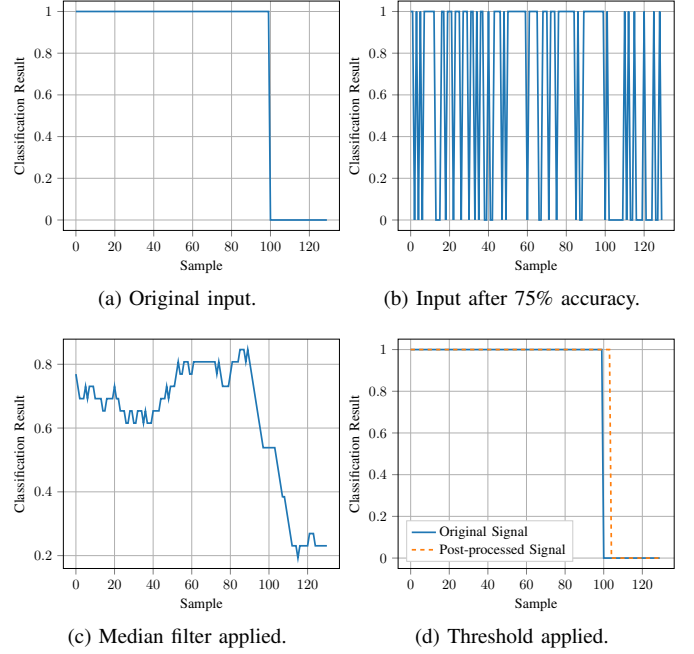 1
0.8
0.6
0.4
0.2
0
Classification Result
0 20 40 60 80 100 120
Sample
(a) Original input.
1
0.8
0.6
0.4
0.2
0
Classification Result
0 20 40 60 80 100 120
Sample
(b) Input after 75% accuracy.
0.8
0.6
0.4
0.2
Classification Result
0 20 40 60 80 100 120
Sample
(c) Median filter applied.
1
0.8
0.6
0.4
0.2
0
Classification Result
Original Signal
Post-processed Signal
0 20 40 60 80 100 120
Sample
(d) Threshold applied.